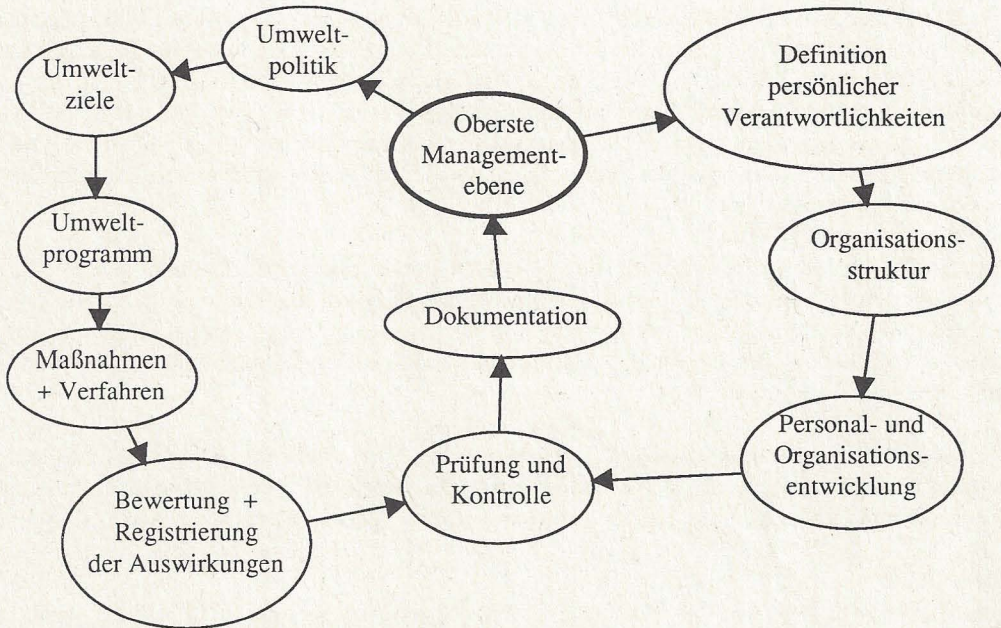 Umwelt-
politik
Umwelt-
ziele
Definition
persönlicher
Verantwortlichkeiten
Oberste
Management-
ebene
Umwelt-
programm
Organisations-
struktur
Dokumentation
Maßnahmen
+ Verfahren
Personal- und
Organisations-
entwicklung
Prüfung und
Kontrolle
Bewertung +
Registrierung
der Auswirkungen